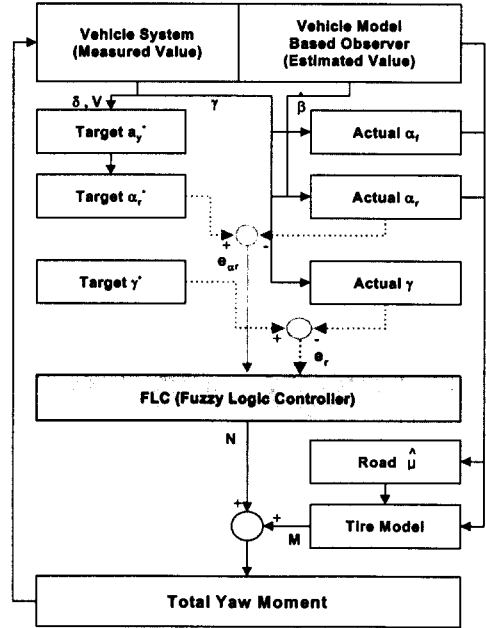 Vehicle System
(Measured Value)
Vehicle Model
Based Observer
(Estimated Value)
δ , V
γ
β̂
Target a_y*
Actual α_f
Target α_r*
Actual α_r
+
-
e_αr
Target γ*
Actual γ
+
-
e_r
FLC (Fuzzy Logic Controller)
N
Road μ̂
+
+
M
Tire Model
Total Yaw Moment